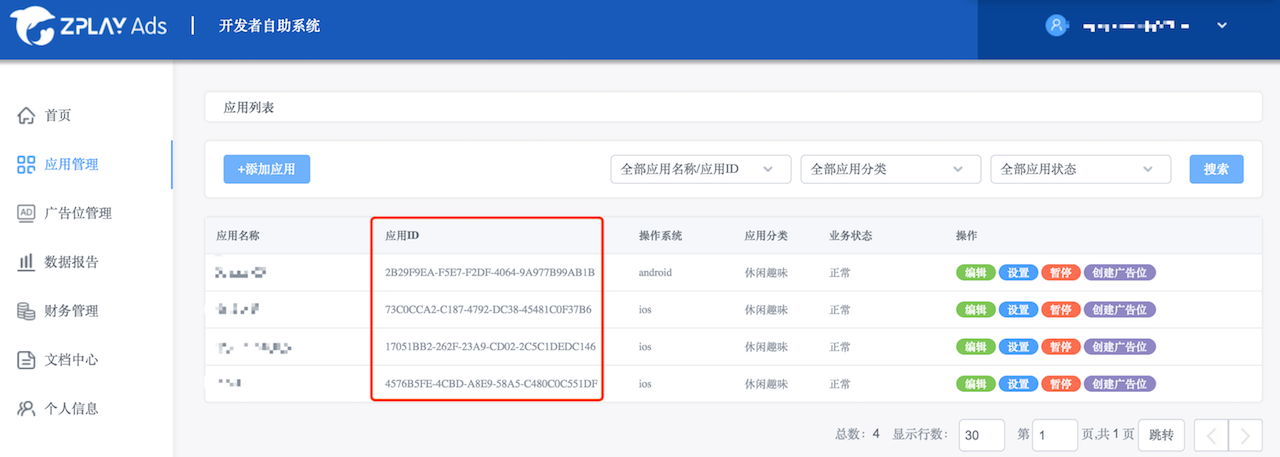 ZPLAY Ads | 开发者自助系统
首页
应用管理
AD 广告位管理
数据报告
财务管理
文档中心
个人信息
应用列表
+添加应用 全部应用名称/应用ID 全部应用分类 全部应用状态 搜索
应用名称 应用ID 操作系统 应用分类 业务状态 操作
2B29F9EA-F5E7-F2DF-4064-9A977B99AB1B android 休闲趣味 正常 编辑 设置 暂停 创建广告位
73C0CCA2-C187-4792-DC38-45481C0F37B6 ios 休闲趣味 正常 编辑 设置 暂停 创建广告位
17051BB2-262F-23A9-CD02-2C5C1DEDC146 ios 休闲趣味 正常 编辑 设置 暂停 创建广告位
4576B5FE-4CBD-A8E9-58A5-C480C0C551DF ios 休闲趣味 正常 编辑 设置 暂停 创建广告位
总数: 4 显示行数: 30 第 1 页,共 1 页 跳转